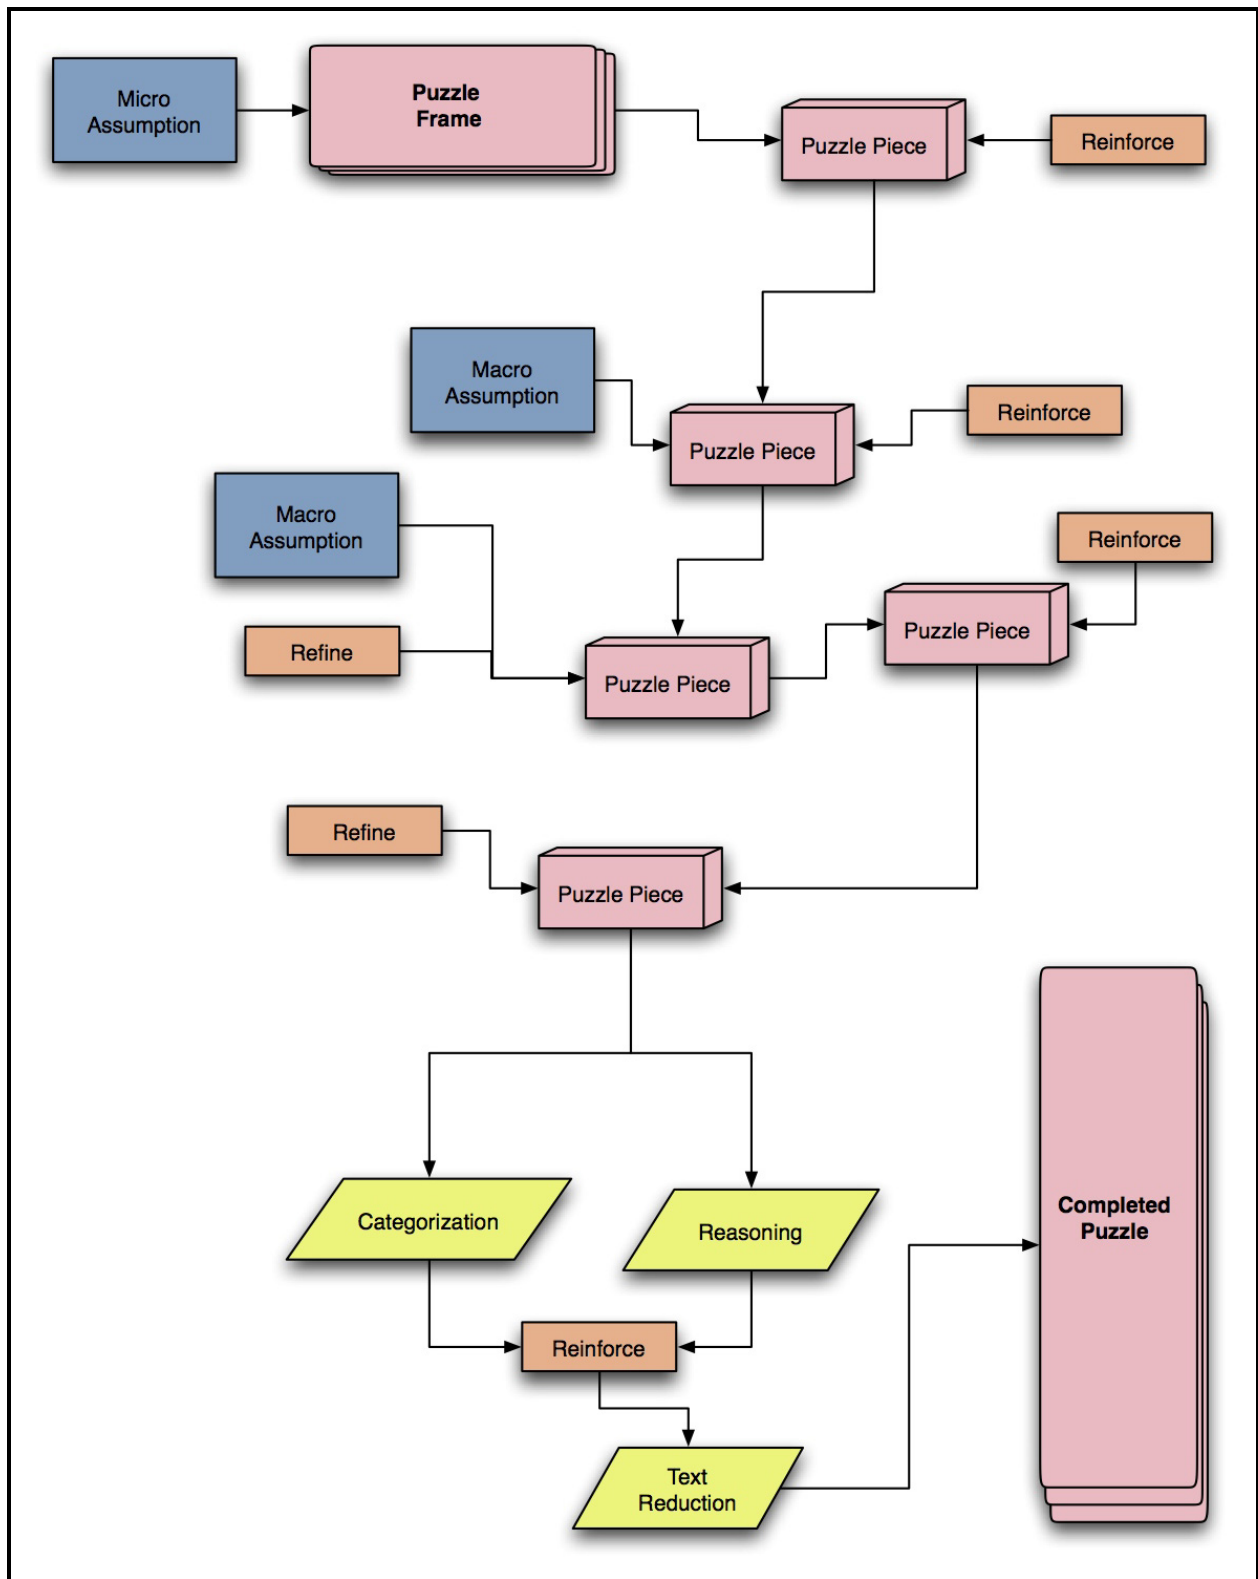 Micro
Assumption
Puzzle
Frame
Puzzle Piece
Reinforce
Macro
Assumption
Puzzle Piece
Reinforce
Macro
Assumption
Reinforce
Puzzle Piece
Refine
Puzzle Piece
Refine
Puzzle Piece
Categorization
Reasoning
Completed
Puzzle
Reinforce
Text
Reduction